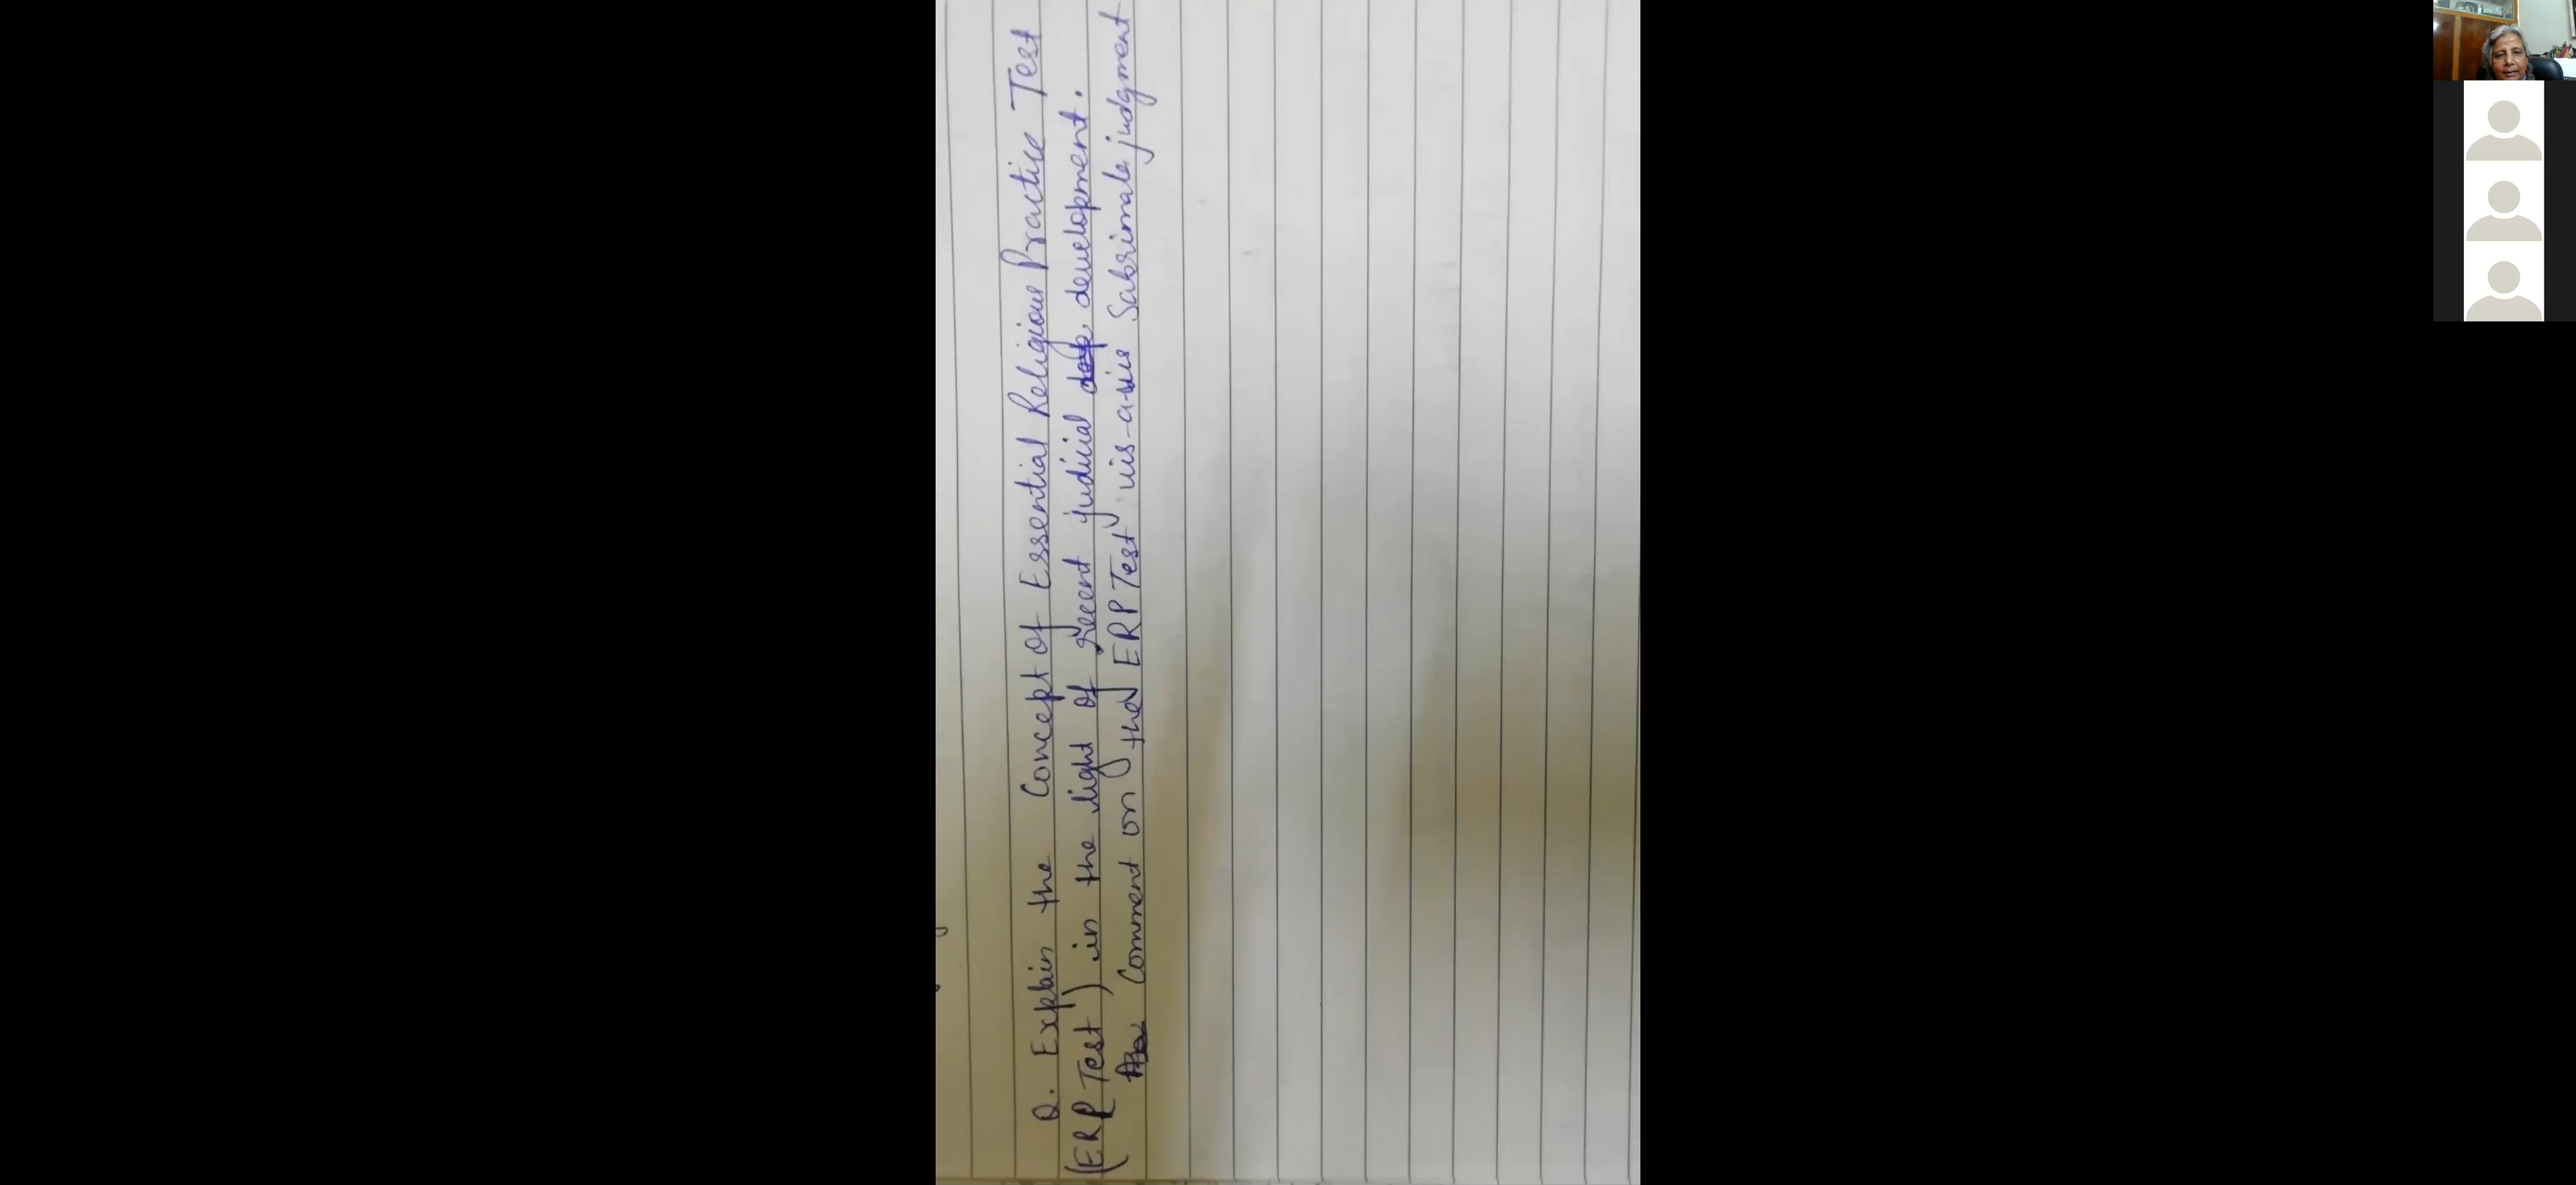 Q. Explain the Concept of Essential Religious Practice Test
(ERP Test) in the light of recent judicial development.
Comment on the ERP Test vis-a-vis Sabrimala judgment